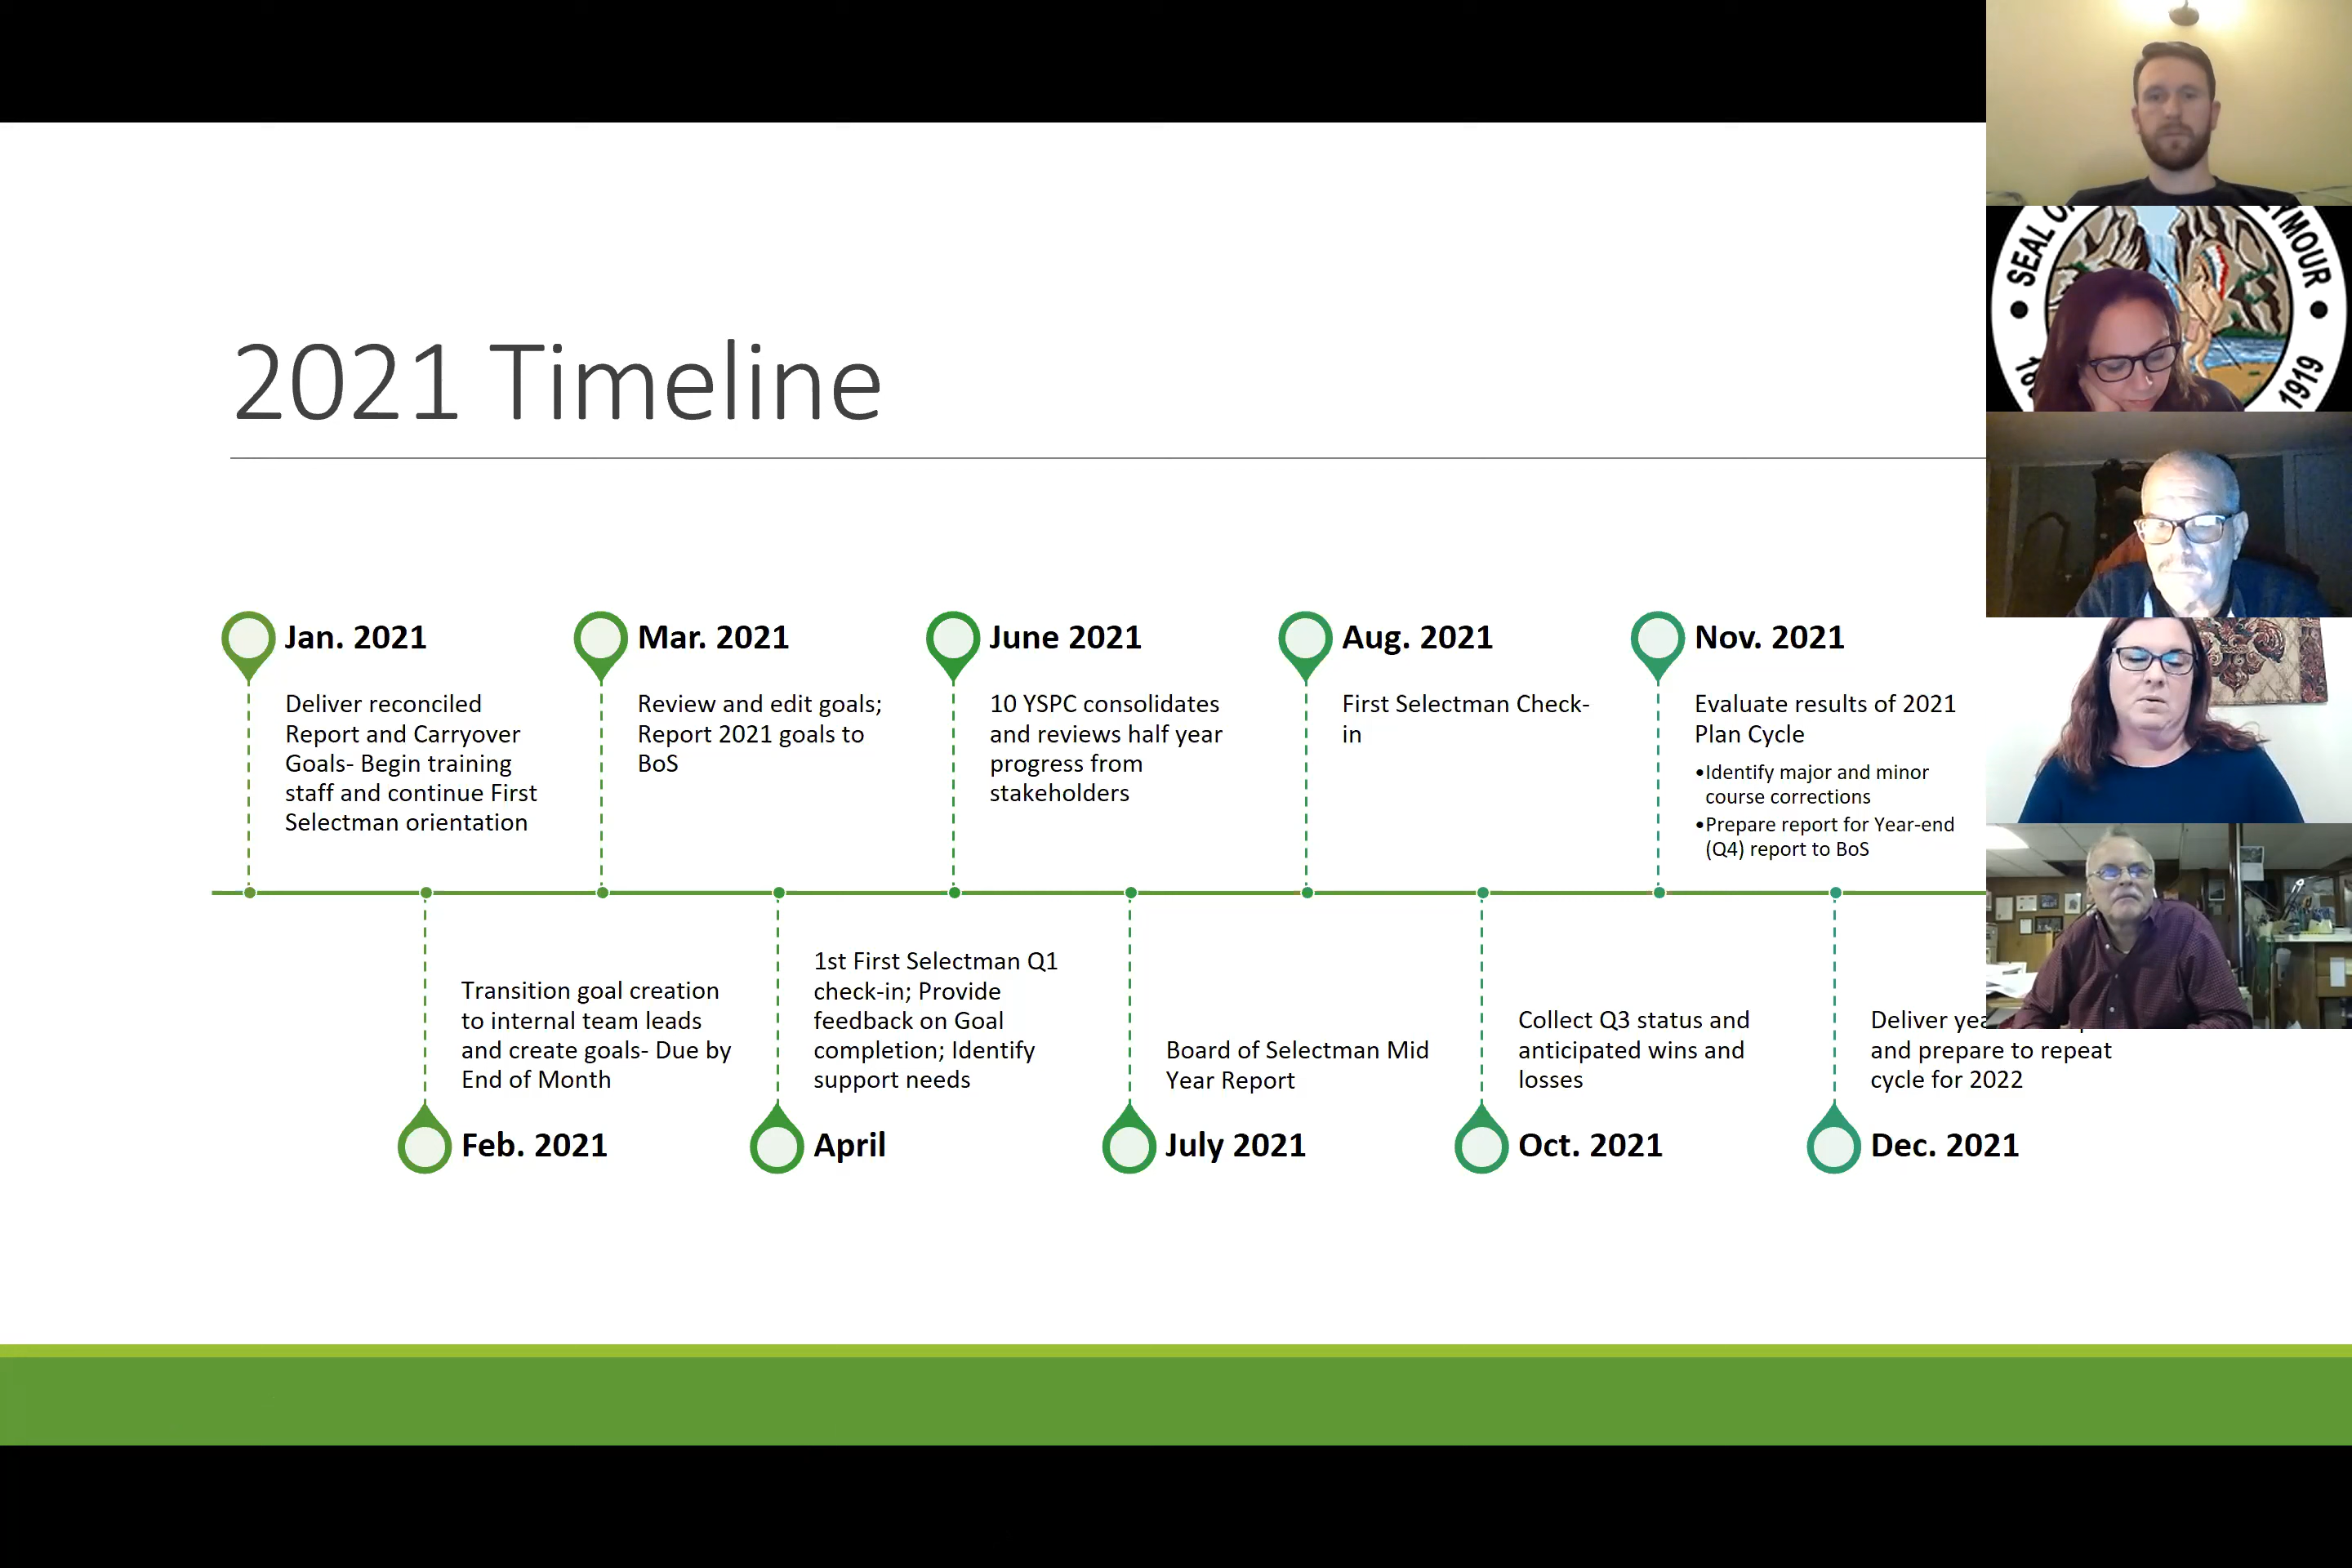 2021 Timeline
Jan. 2021
Deliver reconciled
Report and Carryover
Goals- Begin training
staff and continue First
Selectman orientation
Feb. 2021
Transition goal creation
to internal team leads
and create goals- Due by
End of Month
Mar. 2021
Review and edit goals;
Report 2021 goals to
BoS
April
1st First Selectman Q1
check-in; Provide
feedback on Goal
completion; Identify
support needs
June 2021
10 YSPC consolidates
and reviews half year
progress from
stakeholders
July 2021
Board of Selectman Mid
Year Report
Aug. 2021
First Selectman Check-
in
Oct. 2021
Collect Q3 status and
anticipated wins and
losses
Nov. 2021
Evaluate results of 2021
Plan Cycle
•Identify major and minor
course corrections
•Prepare report for Year-end
(Q4) report to BoS
Dec. 2021
Deliver
and prepare to repeat
cycle for 2022
SEAL
1919